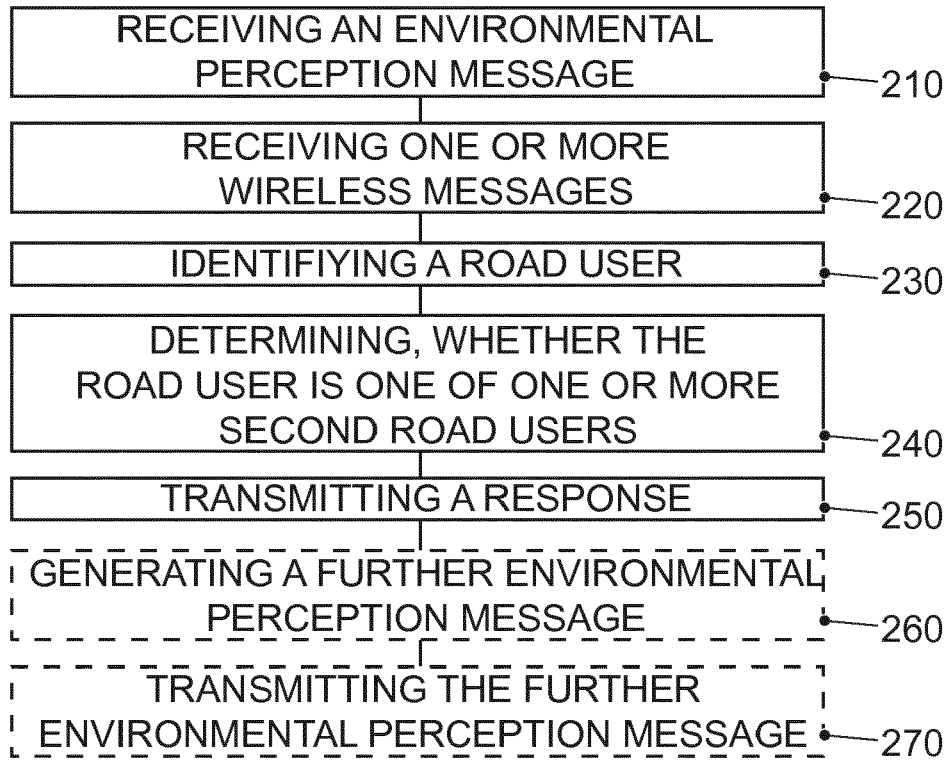 RECEIVING AN ENVIRONMENTAL
PERCEPTION MESSAGE
210
RECEIVING ONE OR MORE
WIRELESS MESSAGES
220
IDENTIFIYING A ROAD USER
230
DETERMINING, WHETHER THE
ROAD USER IS ONE OF ONE OR MORE
SECOND ROAD USERS
240
TRANSMITTING A RESPONSE
250
GENERATING A FURTHER ENVIRONMENTAL
PERCEPTION MESSAGE
260
TRANSMITTING THE FURTHER
ENVIRONMENTAL PERCEPTION MESSAGE
270